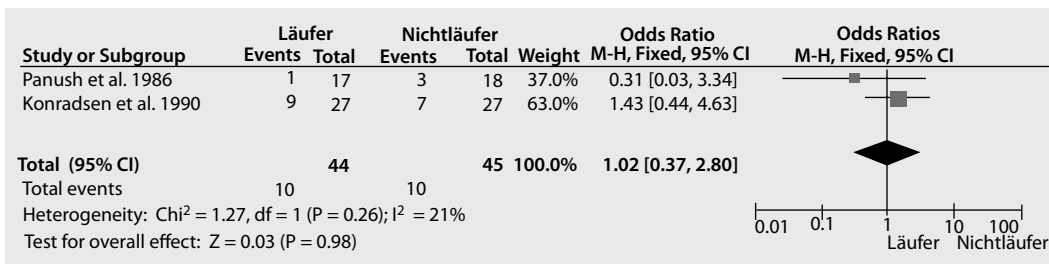 Läufer Nichtläufer Odds Ratio Odds Ratios
Study or Subgroup Events Total Events Total Weight M-H, Fixed, 95% CI M-H, Fixed, 95% CI
Panush et al. 1986 1 17 3 18 37.0% 0.31 [0.03, 3.34]
Konradsen et al. 1990 9 27 7 27 63.0% 1.43 [0.44, 4.63]
Total (95% CI) 44 45 100.0% 1.02 [0.37, 2.80]
Total events 10 10
Heterogeneity: Chi² = 1.27, df = 1 (P = 0.26); I² = 21%
Test for overall effect: Z = 0.03 (P = 0.98)
0.01 0.1 1 10 100
Läufer Nichtläufer